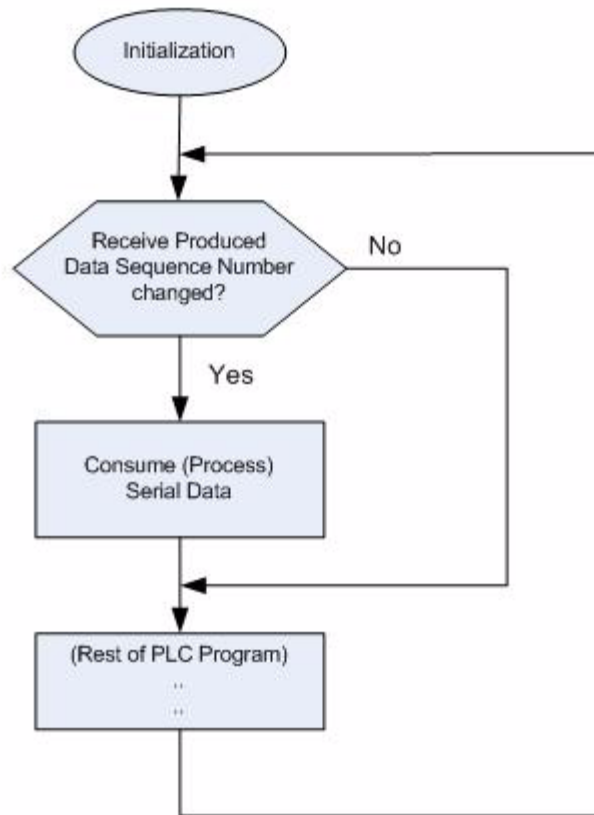 Initialization
Receive Produced
Data Sequence Number
changed?
No
Yes
Consume (Process)
Serial Data
(Rest of PLC Program)
..
..